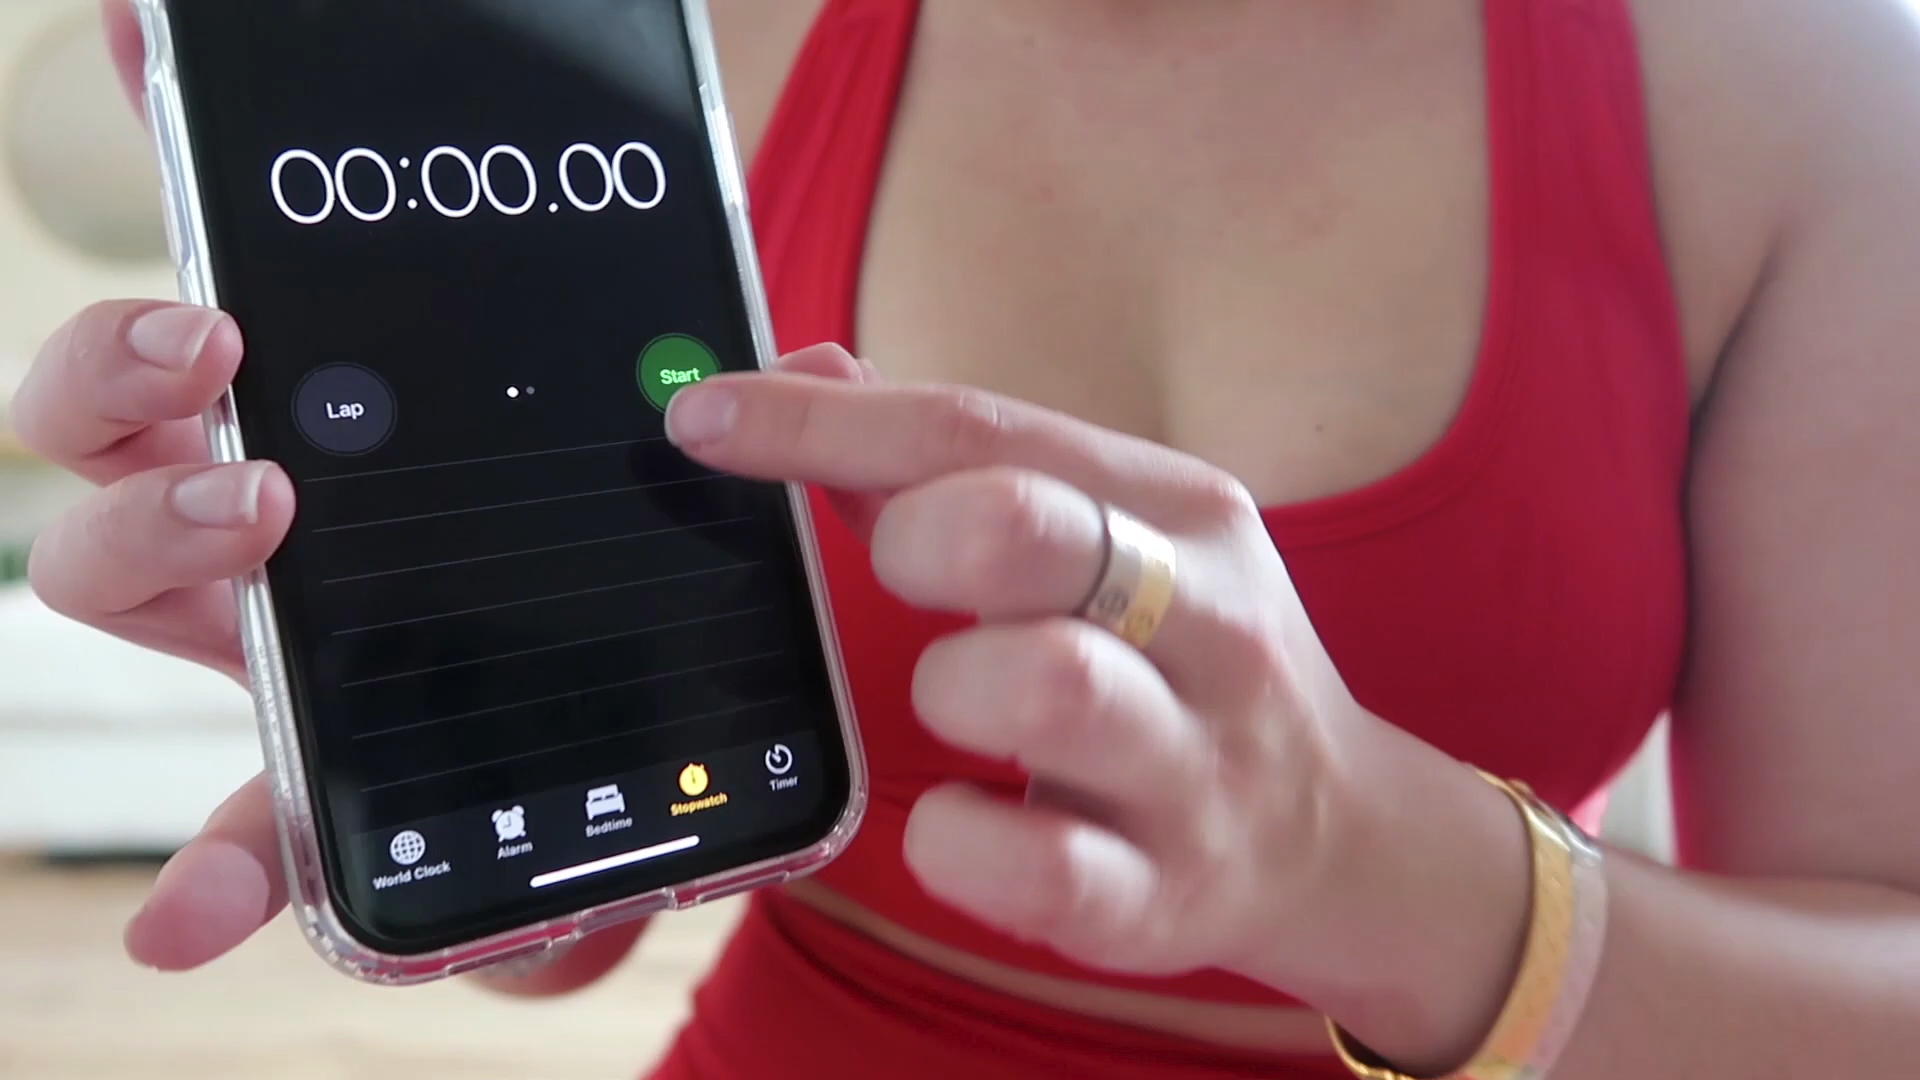 00:00.00
Lap
Start
World Clock
Alarm
Bedtime
Stopwatch
Timer